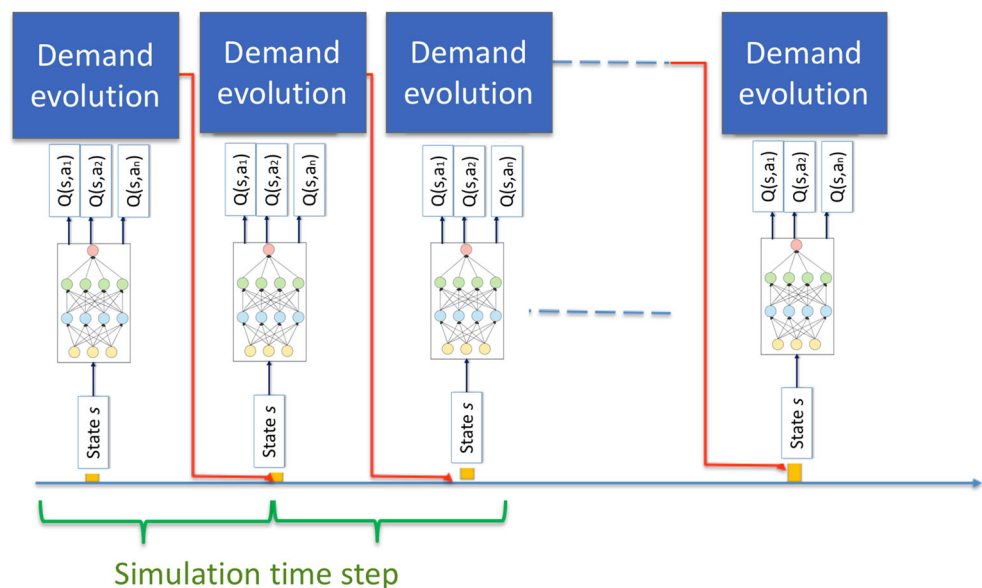 Demand
evolution
Demand
evolution
Demand
evolution
Demand
evolution
Q(s,a1)
Q(s,a2)
Q(s,an)
Q(s,a1)
Q(s,a2)
Q(s,an)
Q(s,a1)
Q(s,a2)
Q(s,an)
Q(s,a1)
Q(s,a2)
Q(s,an)
State s
State s
State s
State s
Simulation time step